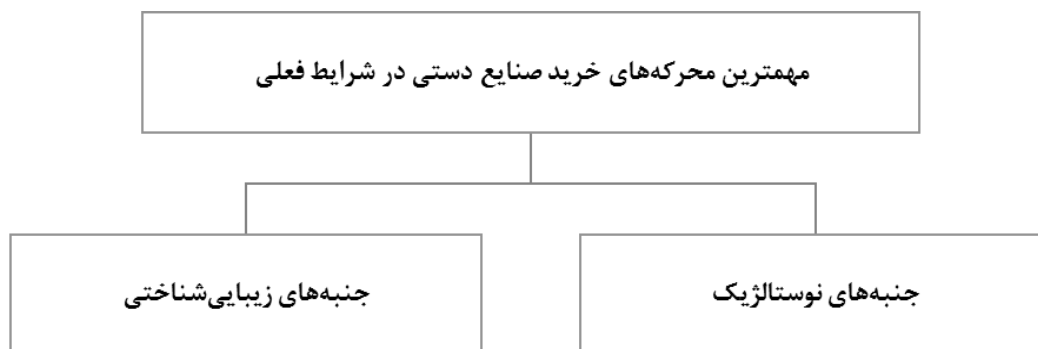 مهمترین محرکه‌های خرید صنایع دستی در شرایط فعلی
جنبه‌های نوستالژیک
جنبه‌های زیبایی‌شناختی